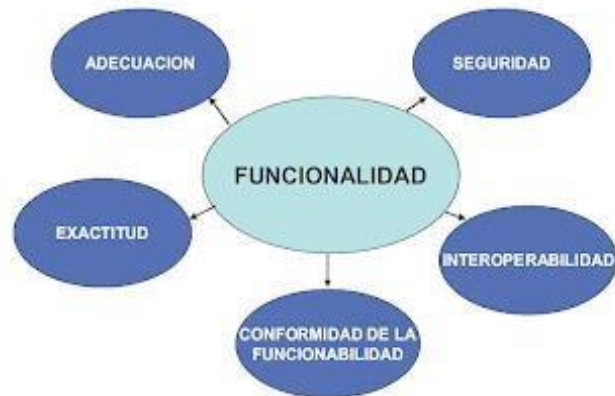 ADECUACION
SEGURIDAD
FUNCIONALIDAD
EXACTITUD
INTEROPERABILIDAD
CONFORMIDAD DE LA
FUNCIONABILIDAD